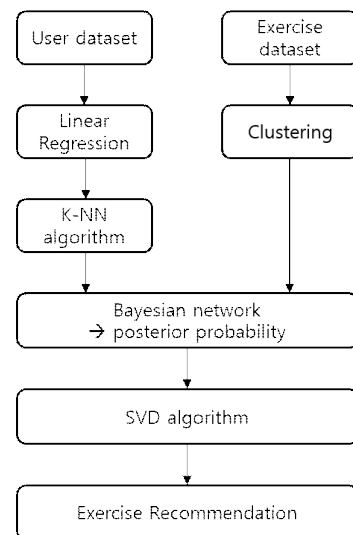 User dataset
Exercise
dataset
Linear
Regression
Clustering
K-NN
algorithm
Bayesian network
→ posterior probability
SVD algorithm
Exercise Recommendation